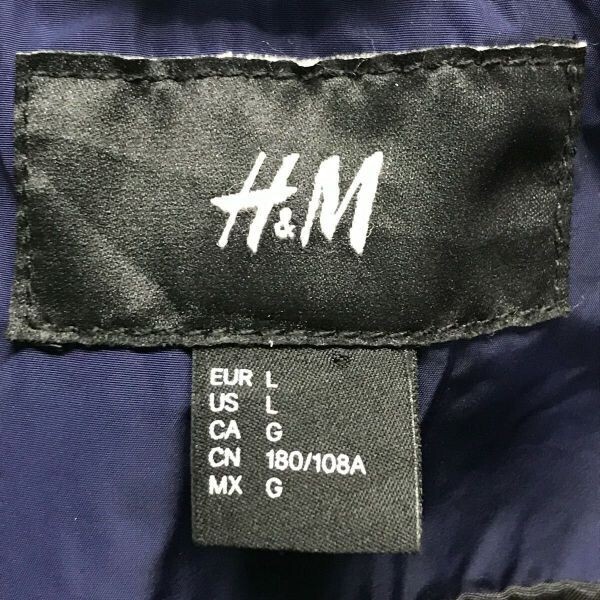 H&M
EUR L
US L
CA G
CN 180/108A
MX G